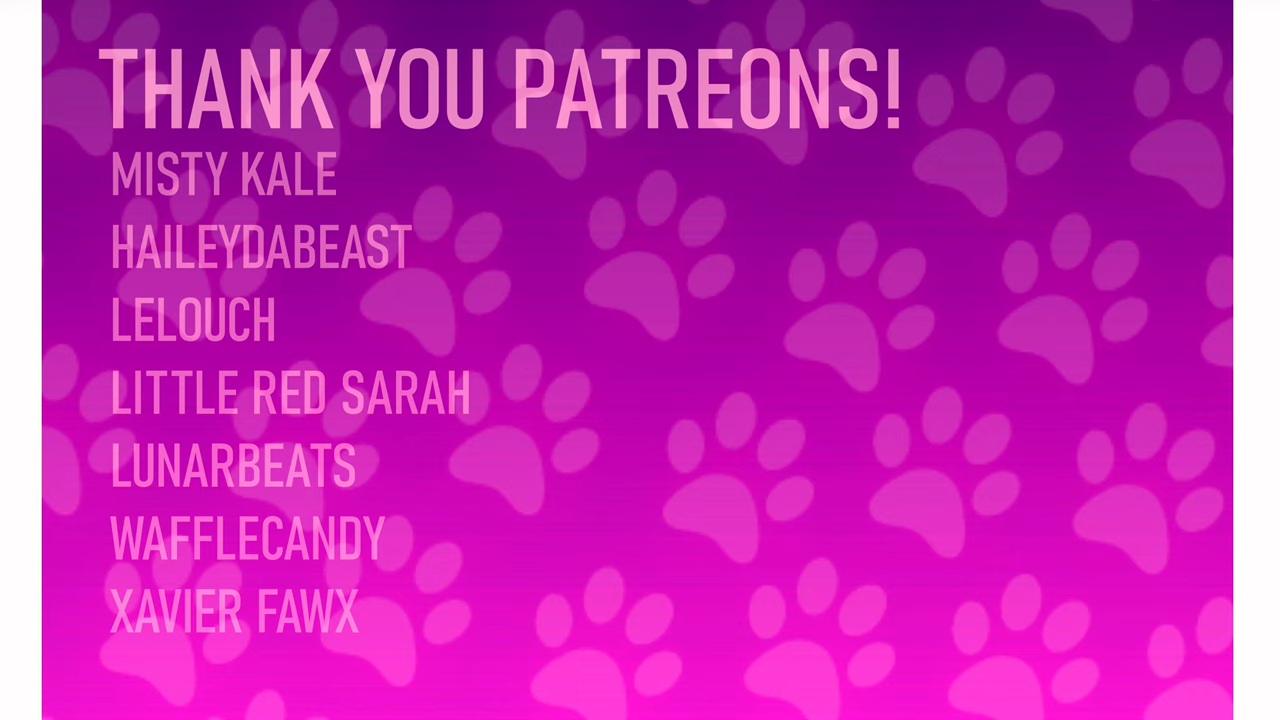 THANK YOU PATREONS!
MISTY KALE
HAILEYDABEAST
LELOUCH
LITTLE RED SARAH
LUNARBEATS
WAFFLECANDY
XAVIER FAWX